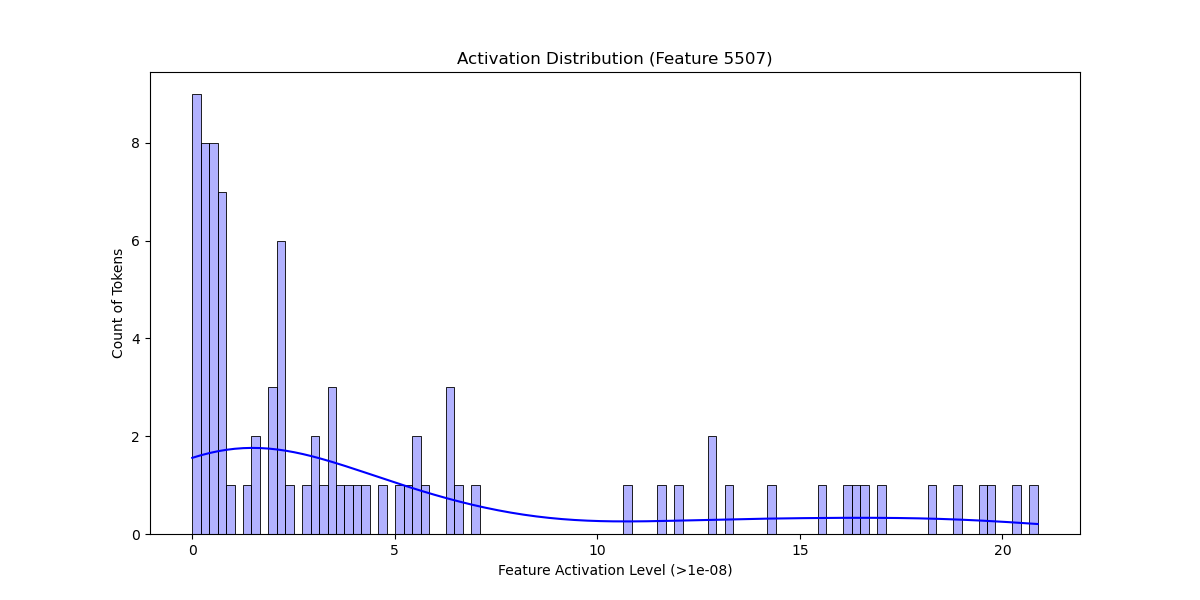 Activation Distribution (Feature 5507)
8
6
4
2
0
Count of Tokens
0 5 10 15 20
Feature Activation Level (>1e-08)